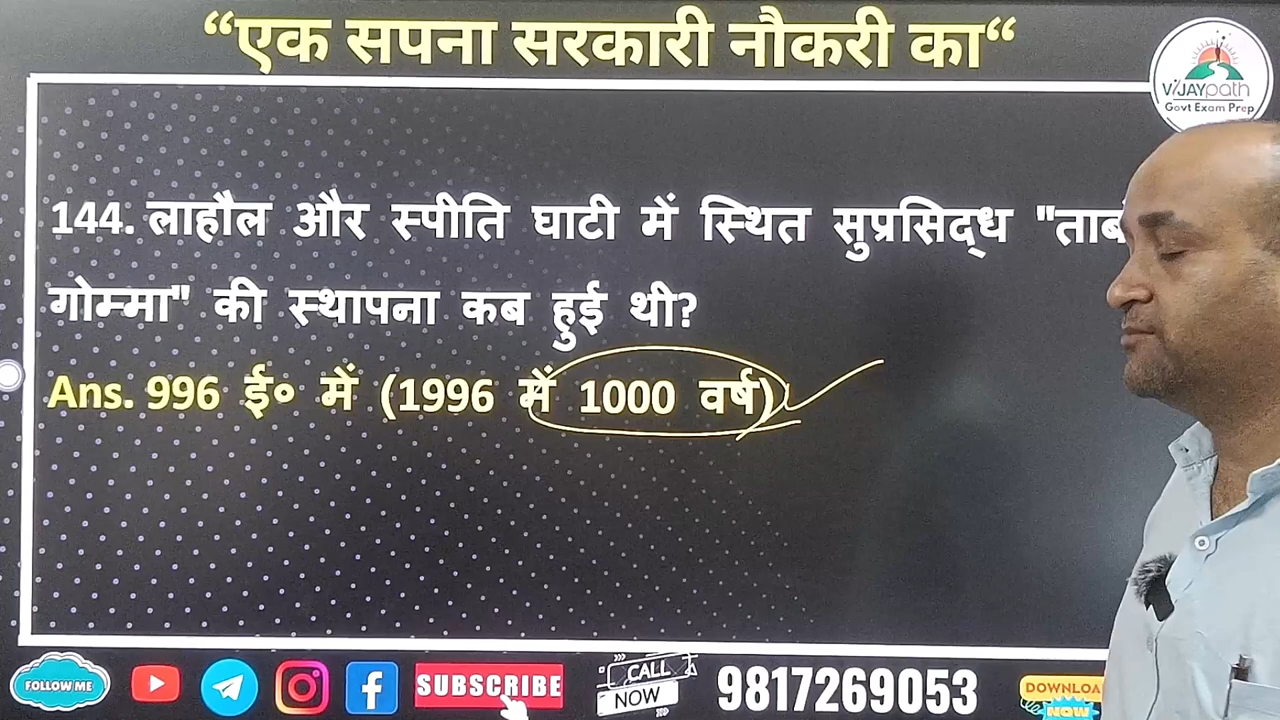 “एक सपना सरकारी नौकरी का“
VIJAYpath
Govt Exam Prep
144. लाहौल और स्पीति घाटी में स्थित सुप्रसिद्ध
गोम्मा" की स्थापना कब हुई थी?
Ans. 996 ई० में (1996 में 1000 वर्ष)
FOLLOW ME
SUBSCRIBE
CALL
NOW
9817269053
NOW